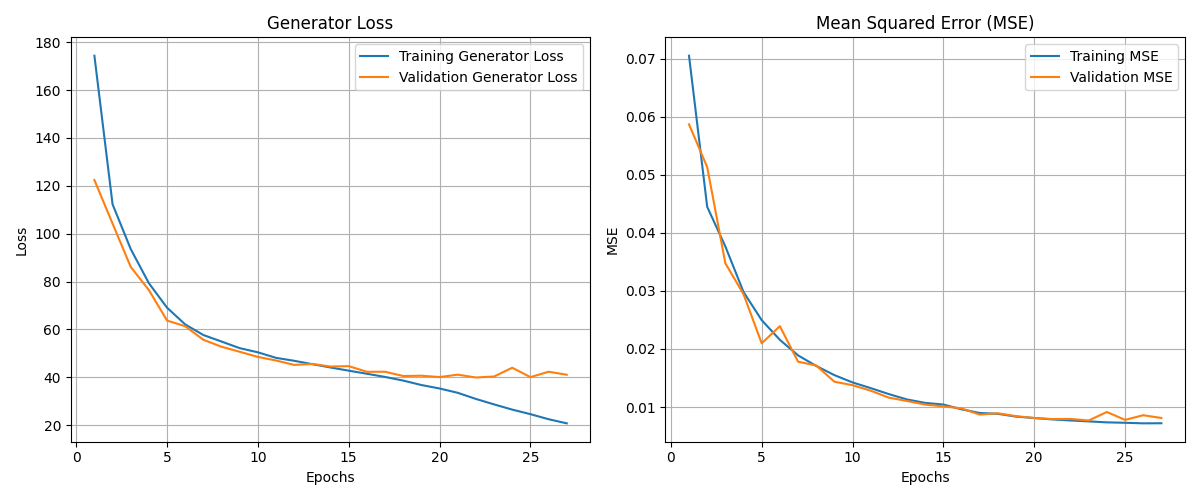 Generator Loss
180
160
140
120
100
80
60
40
20
Loss
0
5
10
15
20
25
Epochs
Training Generator Loss
Validation Generator Loss
Mean Squared Error (MSE)
0.07
0.06
0.05
0.04
0.03
0.02
0.01
MSE
0
5
10
15
20
25
Epochs
Training MSE
Validation MSE